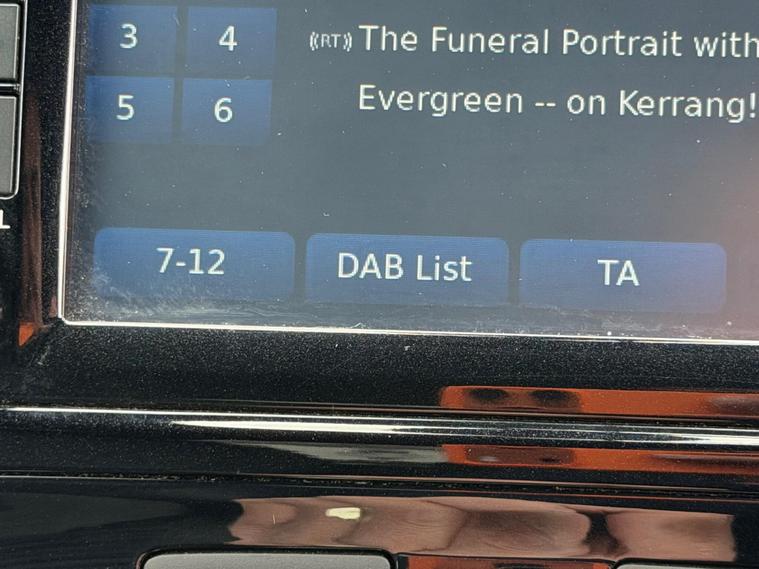 3 4 ((RT)) The Funeral Portrait with
5 6 Evergreen -- on Kerrang!
7-12 DAB List TA